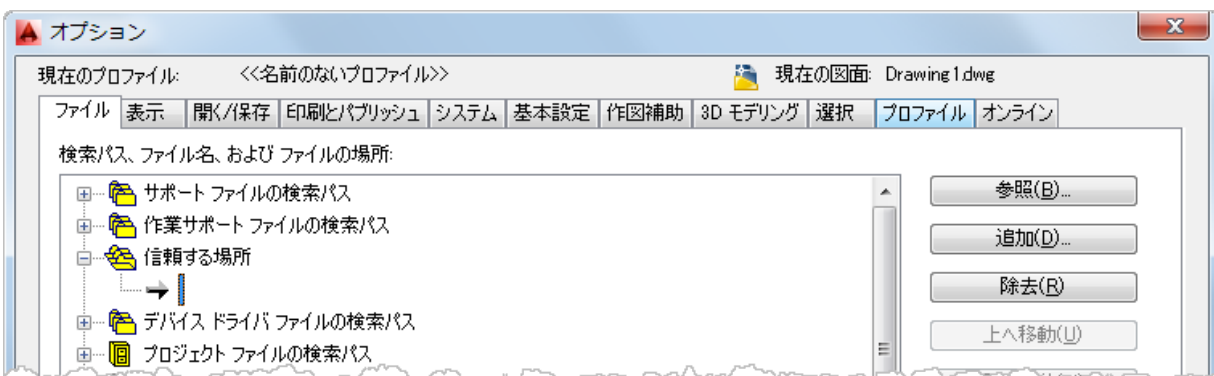 オプション
現在のプロファイル: <<名前のないプロファイル>> 現在の図面: Drawing1.dwg
ファイル 表示 開く/保存 印刷とパブリッシュ システム 基本設定 作図補助 3D モデリング 選択 プロファイル オンライン
検索パス、ファイル名、および ファイルの場所:
サポート ファイルの検索パス
参照(B)...
作業サポート ファイルの検索パス
追加(D)...
信頼する場所
除去(R)
デバイス ドライバ ファイルの検索パス
上へ移動(U)
プロジェクト ファイルの検索パス